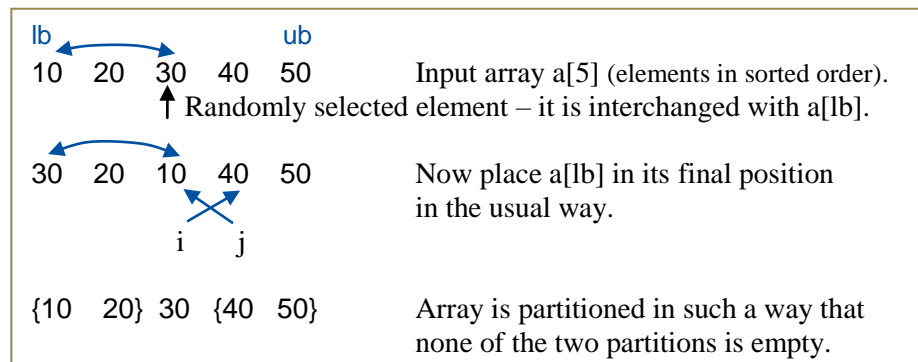 lb ub
10 20 30 40 50 Input array a[5] (elements in sorted order).
Randomly selected element – it is interchanged with a[lb].
30 20 10 40 50 Now place a[lb] in its final position
in the usual way.
i j
{10 20} 30 {40 50} Array is partitioned in such a way that
none of the two partitions is empty.